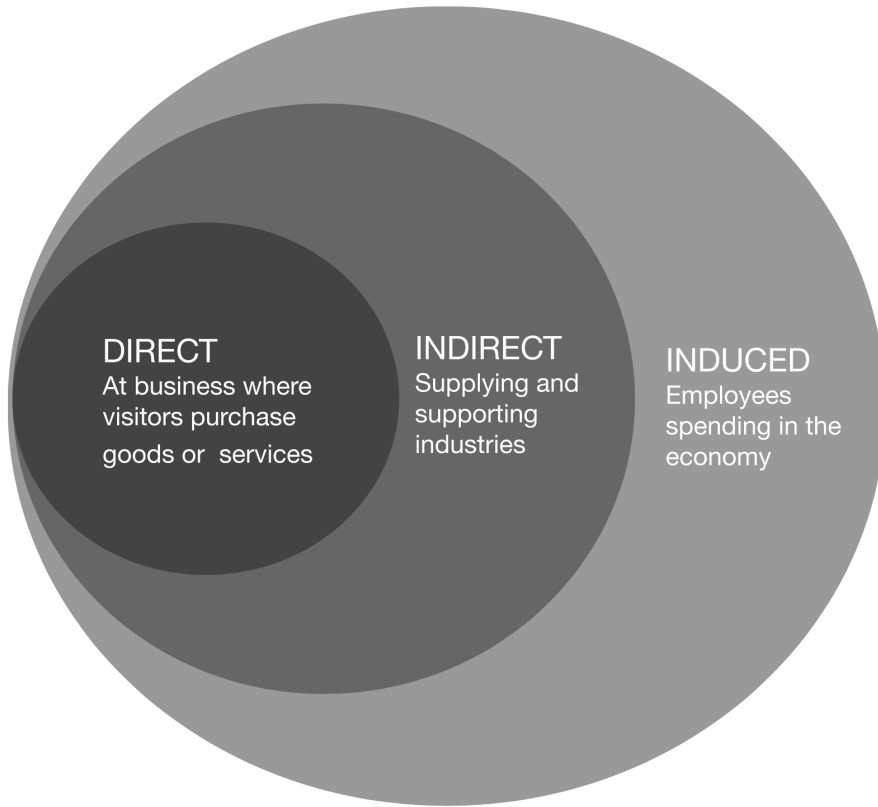 DIRECT
At business where
visitors purchase
goods or  services
INDIRECT
Supplying and
supporting
industries
INDUCED
Employees
spending in the
economy